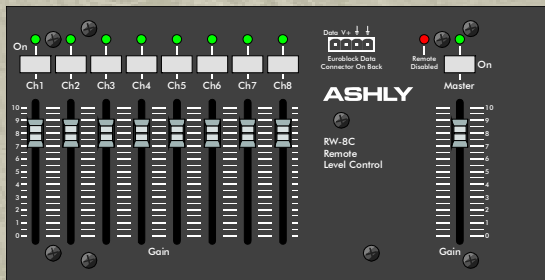 Data V+
On
Euroblock Data
Connector On Back
Remote
Disabled
On
Ch1 Ch2 Ch3 Ch4 Ch5 Ch6 Ch7 Ch8
Master
ASHLY
RW-8C
Remote
Level Control
10 10
9 9
8 8
7 7
6 6
5 5
4 4
3 3
2 2
1 1
0 0
Gain Gain